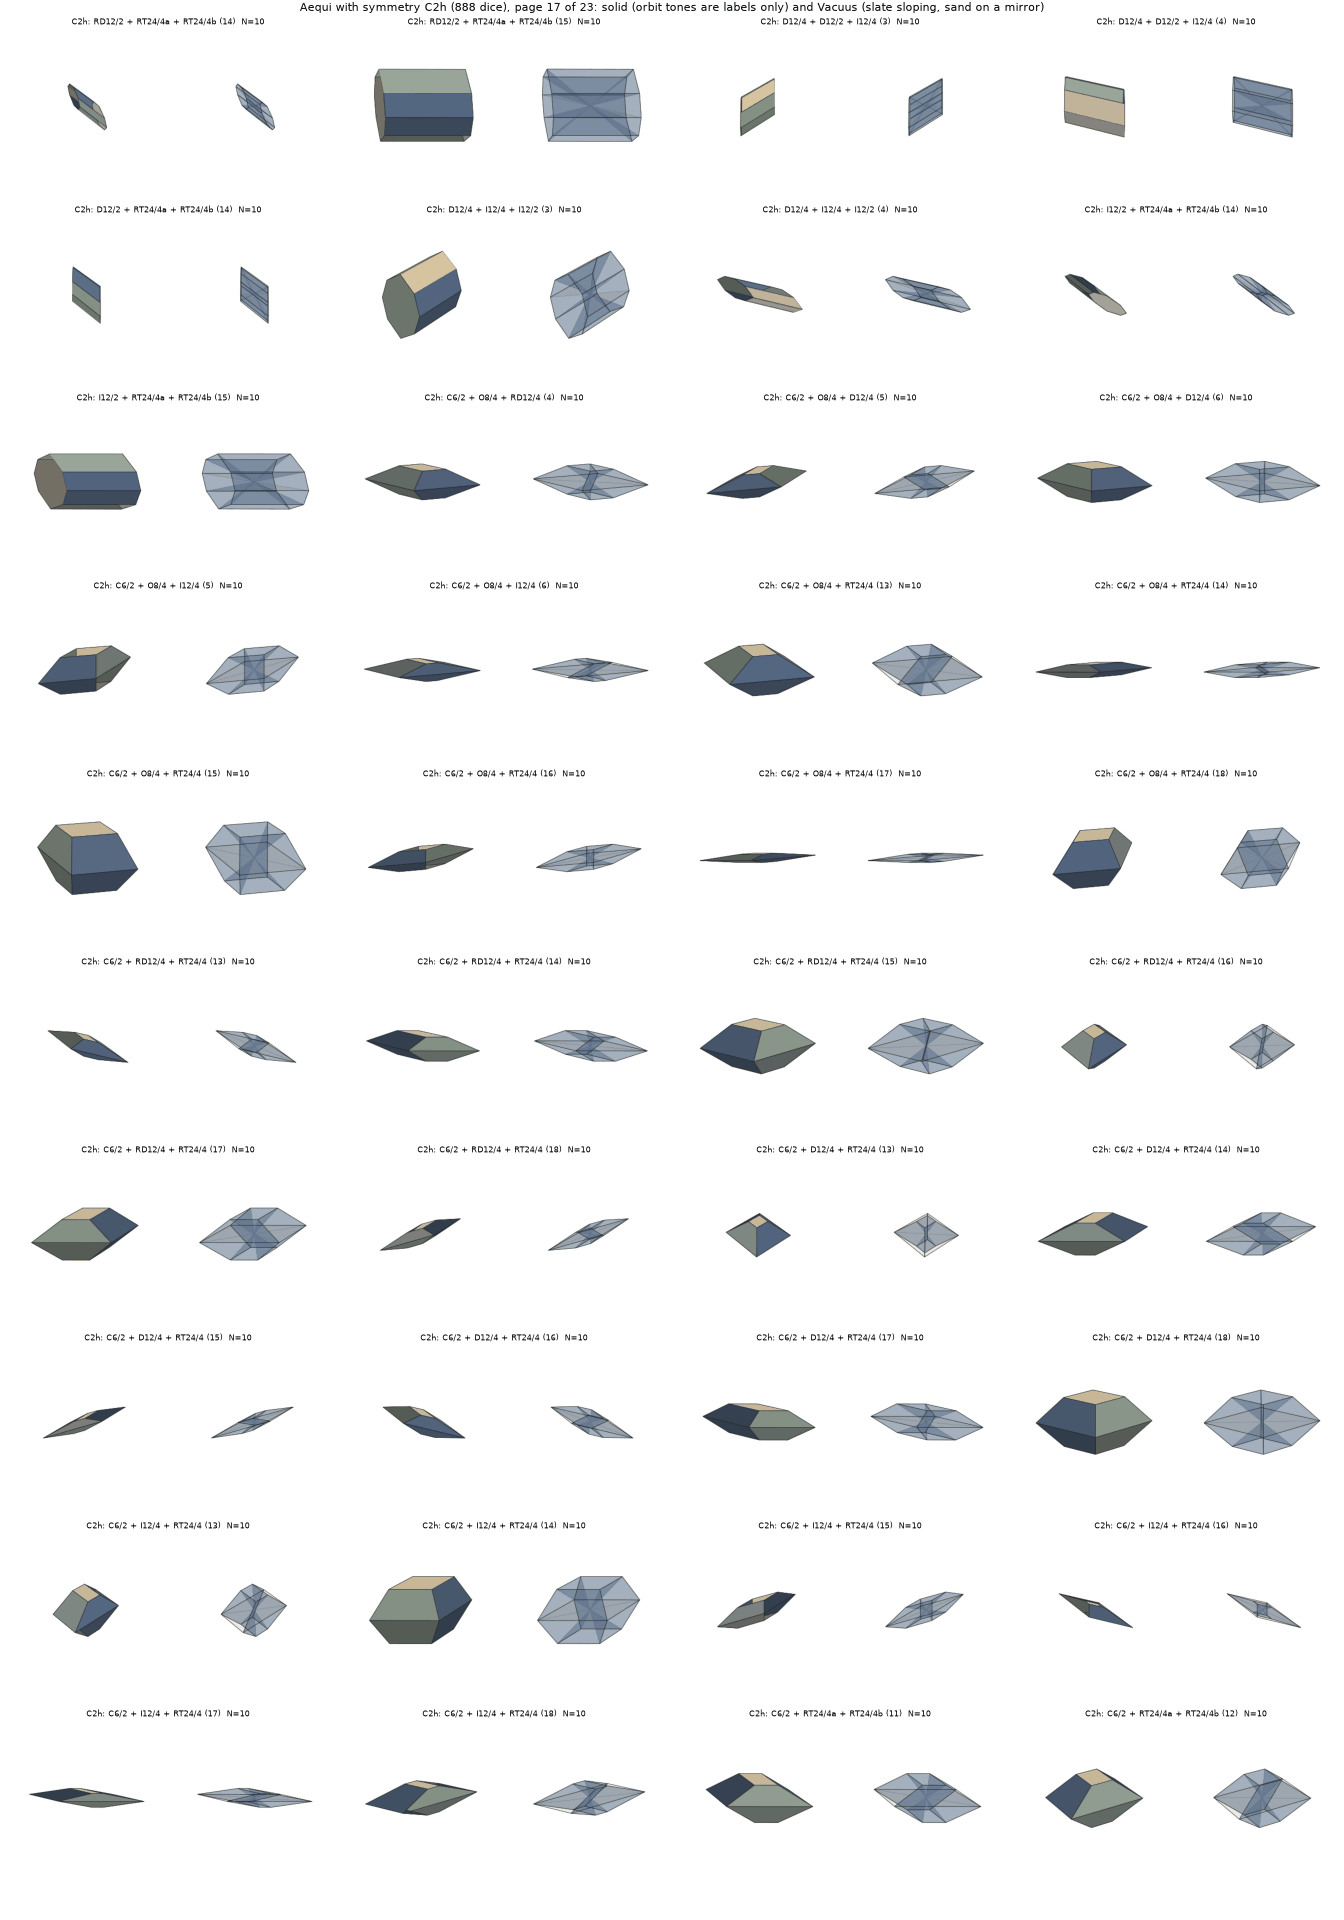 Aequi with symmetry C2h (888 dice), page 17 of 23: solid (orbit tones are labels only) and Vacuus (slate sloping, sand on a mirror)
C2h: RD12/2 + RT24/4a + RT24/4b (14)  N=10
C2h: RD12/2 + RT24/4a + RT24/4b (15)  N=10
C2h: D12/4 + D12/2 + I12/4 (3)  N=10
C2h: D12/4 + D12/2 + I12/4 (4)  N=10
C2h: D12/2 + RT24/4a + RT24/4b (14)  N=10
C2h: D12/4 + I12/4 + I12/2 (3)  N=10
C2h: D12/4 + I12/4 + I12/2 (4)  N=10
C2h: I12/2 + RT24/4a + RT24/4b (14)  N=10
C2h: I12/2 + RT24/4a + RT24/4b (15)  N=10
C2h: C6/2 + O8/4 + RD12/4 (4)  N=10
C2h: C6/2 + O8/4 + D12/4 (5)  N=10
C2h: C6/2 + O8/4 + D12/4 (6)  N=10
C2h: C6/2 + O8/4 + I12/4 (5)  N=10
C2h: C6/2 + O8/4 + I12/4 (6)  N=10
C2h: C6/2 + O8/4 + RT24/4 (13)  N=10
C2h: C6/2 + O8/4 + RT24/4 (14)  N=10
C2h: C6/2 + O8/4 + RT24/4 (15)  N=10
C2h: C6/2 + O8/4 + RT24/4 (16)  N=10
C2h: C6/2 + O8/4 + RT24/4 (17)  N=10
C2h: C6/2 + O8/4 + RT24/4 (18)  N=10
C2h: C6/2 + RD12/4 + RT24/4 (13)  N=10
C2h: C6/2 + RD12/4 + RT24/4 (14)  N=10
C2h: C6/2 + RD12/4 + RT24/4 (15)  N=10
C2h: C6/2 + RD12/4 + RT24/4 (16)  N=10
C2h: C6/2 + RD12/4 + RT24/4 (17)  N=10
C2h: C6/2 + RD12/4 + RT24/4 (18)  N=10
C2h: C6/2 + D12/4 + RT24/4 (13)  N=10
C2h: C6/2 + D12/4 + RT24/4 (14)  N=10
C2h: C6/2 + D12/4 + RT24/4 (15)  N=10
C2h: C6/2 + D12/4 + RT24/4 (16)  N=10
C2h: C6/2 + D12/4 + RT24/4 (17)  N=10
C2h: C6/2 + D12/4 + RT24/4 (18)  N=10
C2h: C6/2 + I12/4 + RT24/4 (13)  N=10
C2h: C6/2 + I12/4 + RT24/4 (14)  N=10
C2h: C6/2 + I12/4 + RT24/4 (15)  N=10
C2h: C6/2 + I12/4 + RT24/4 (16)  N=10
C2h: C6/2 + I12/4 + RT24/4 (17)  N=10
C2h: C6/2 + I12/4 + RT24/4 (18)  N=10
C2h: C6/2 + RT24/4a + RT24/4b (11)  N=10
C2h: C6/2 + RT24/4a + RT24/4b (12)  N=10